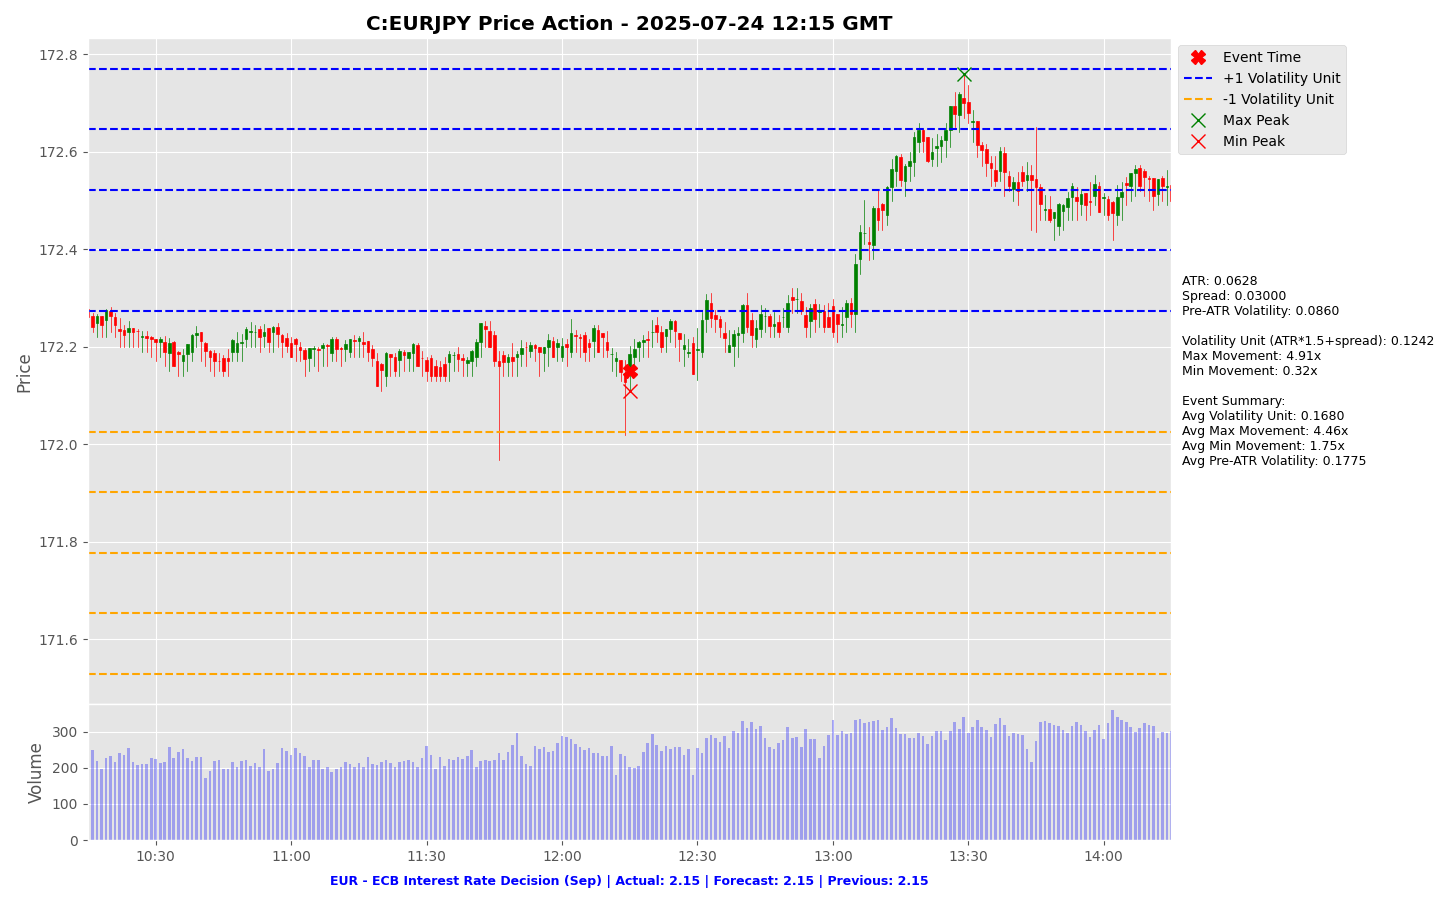 C:EURJPY Price Action - 2025-07-24 12:15 GMT
Price
172.8
172.6
172.4
172.2
172.0
171.8
171.6
Event Time
+1 Volatility Unit
-1 Volatility Unit
Max Peak
Min Peak
ATR: 0.0628
Spread: 0.03000
Pre-ATR Volatility: 0.0860
Volatility Unit (ATR*1.5+spread): 0.1242
Max Movement: 4.91x
Min Movement: 0.32x
Event Summary:
Avg Volatility Unit: 0.1680
Avg Max Movement: 4.46x
Avg Min Movement: 1.75x
Avg Pre-ATR Volatility: 0.1775
Volume
300
200
100
0
10:30 11:00 11:30 12:00 12:30 13:00 13:30 14:00
EUR - ECB Interest Rate Decision (Sep) | Actual: 2.15 | Forecast: 2.15 | Previous: 2.15